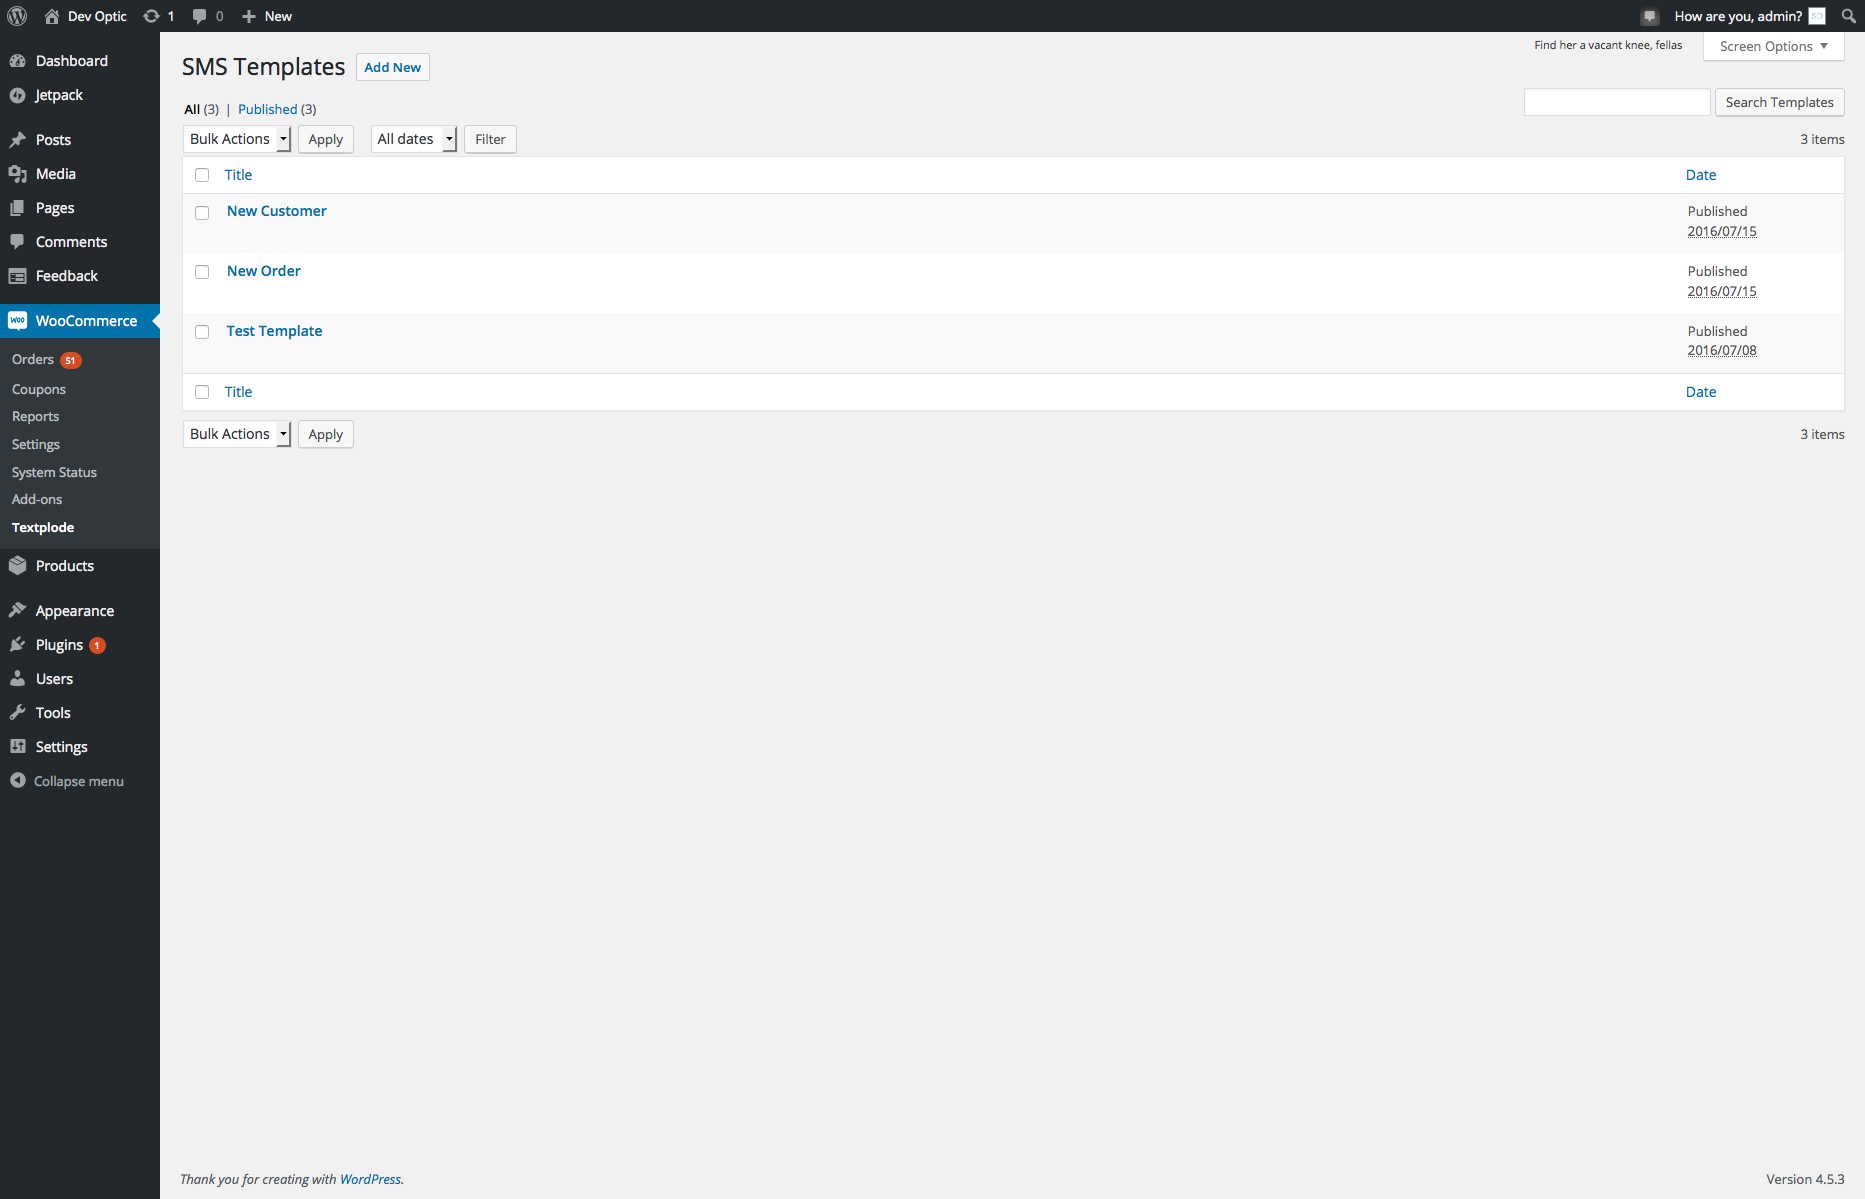 Dev Optic 1 0 New How are you, admin?
Find her a vacant knee, fellas Screen Options
Dashboard
Jetpack
Posts
Media
Pages
Comments
Feedback
woo WooCommerce
Orders 51
Coupons
Reports
Settings
System Status
Add-ons
Textplode
Products
Appearance
Plugins 1
Users
Tools
Settings
Collapse menu
SMS Templates Add New
All (3) | Published (3) Search Templates
Bulk Actions Apply All dates Filter 3 items
Title Date
New Customer Published
2016/07/15
New Order Published
2016/07/15
Test Template Published
2016/07/08
Title Date
Bulk Actions Apply 3 items
Thank you for creating with WordPress. Version 4.5.3